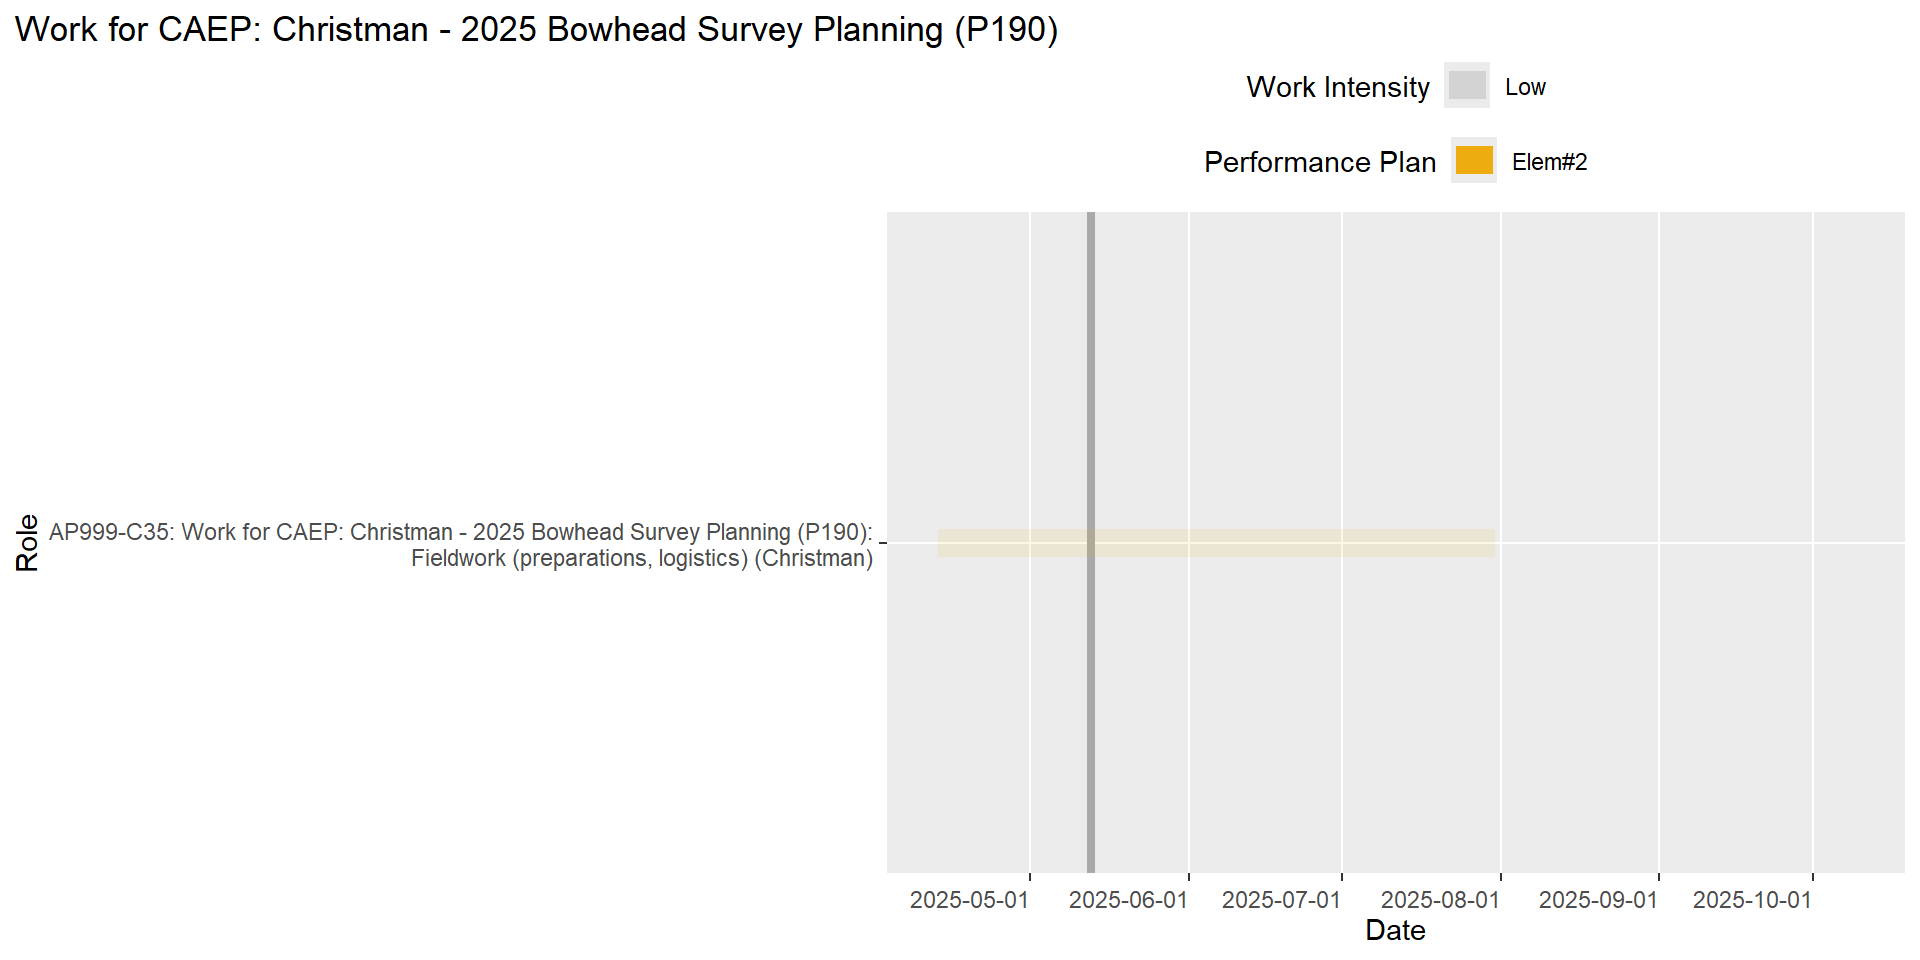 Work for CAEP: Christman - 2025 Bowhead Survey Planning (P190)
Work Intensity Low
Performance Plan Elem#2
Role
AP999-C35: Work for CAEP: Christman - 2025 Bowhead Survey Planning (P190):
Fieldwork (preparations, logistics) (Christman)
2025-05-01 2025-06-01 2025-07-01 2025-08-01 2025-09-01 2025-10-01
Date